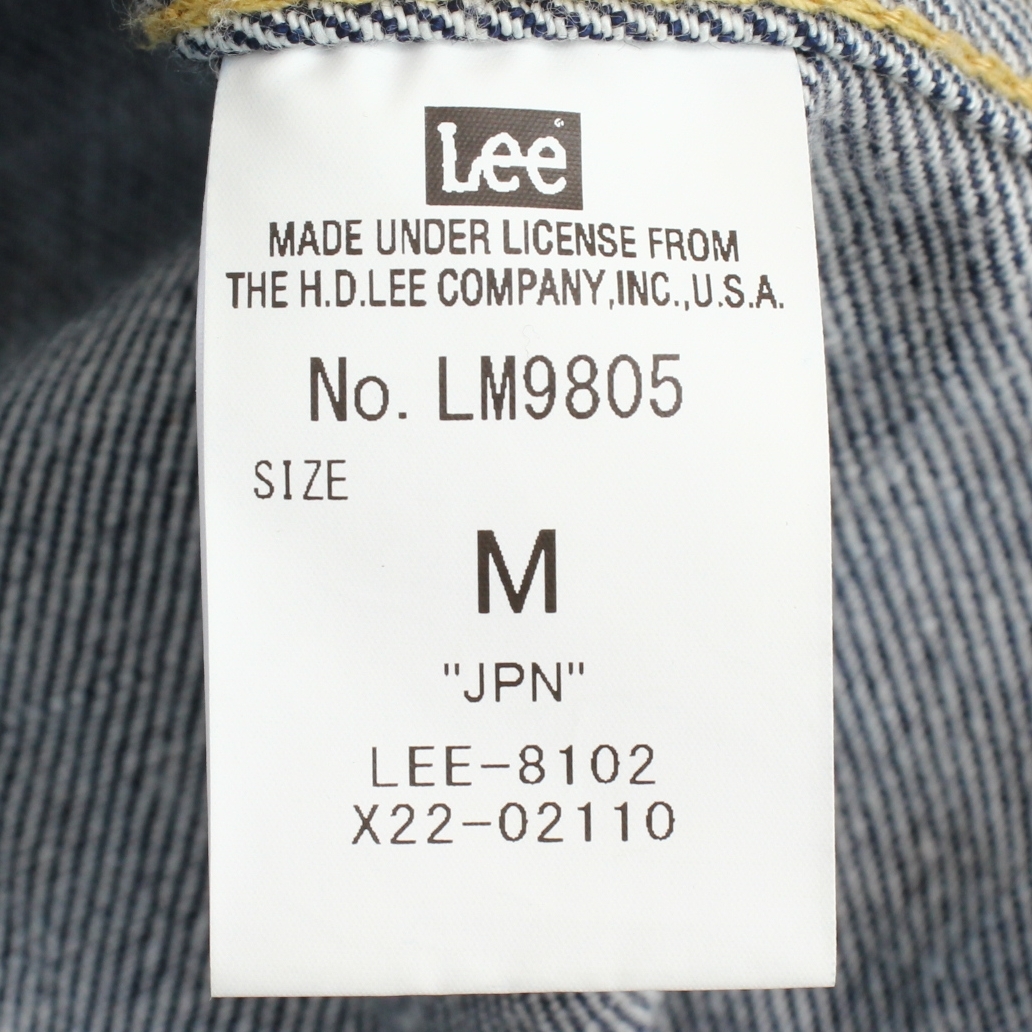 Lee
MADE UNDER LICENSE FROM
THE H.D.LEE COMPANY,INC.,U.S.A.
No. LM9805
SIZE
M
"JPN"
LEE-8102
X22-02110